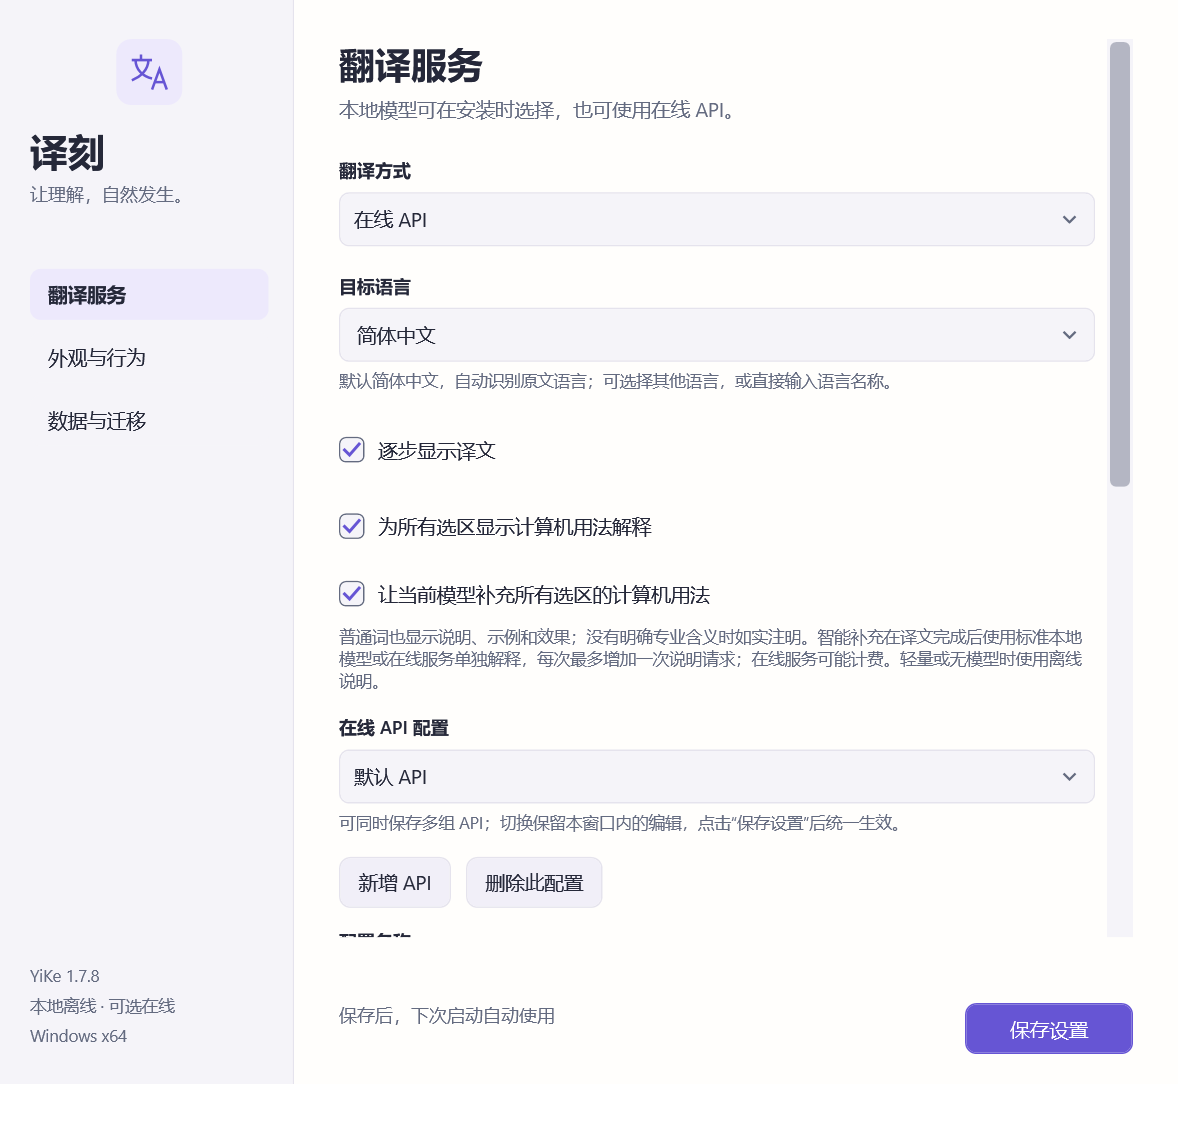 文A
译刻
让理解，自然发生。
翻译服务
外观与行为
数据与迁移
YiKe 1.7.8
本地离线 · 可选在线
Windows x64
翻译服务
本地模型可在安装时选择，也可使用在线 API。
翻译方式
在线 API
目标语言
简体中文
默认简体中文，自动识别原文语言；可选择其他语言，或直接输入语言名称。
逐步显示译文
为所有选区显示计算机用法解释
让当前模型补充所有选区的计算机用法
普通词也显示说明、示例和效果；没有明确专业含义时如实注明。智能补充在译文完成后使用标准本地
模型或在线服务单独解释，每次最多增加一次说明请求；在线服务可能计费。轻量或无模型时使用离线
说明。
在线 API 配置
默认 API
可同时保存多组 API；切换保留本窗口内的编辑，点击“保存设置”后统一生效。
新增 API
删除此配置
配置名称
保存后，下次启动自动使用
保存设置